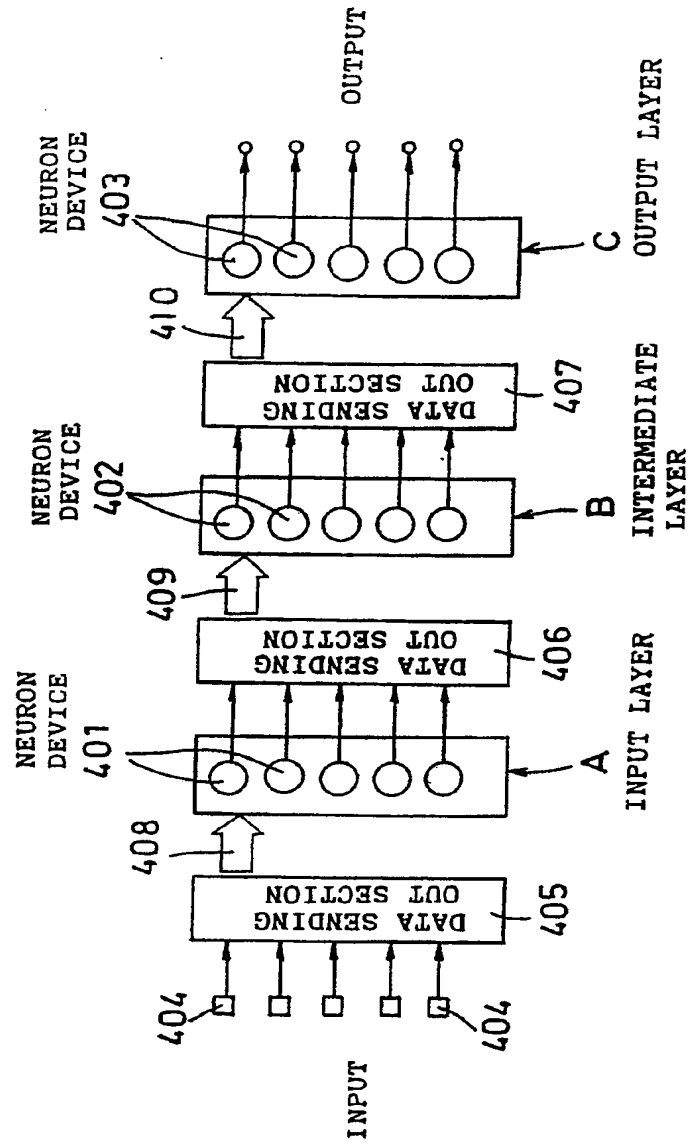 NEURON
DEVICE
401
NEURON
DEVICE
402
NEURON
DEVICE
403
404
408
409
410
INPUT
DATA SENDING
OUT SECTION
DATA SENDING
OUT SECTION
DATA SENDING
OUT SECTION
OUTPUT
404
405
406
407
A
B
C
INPUT LAYER
INTERMEDIATE
LAYER
OUTPUT LAYER